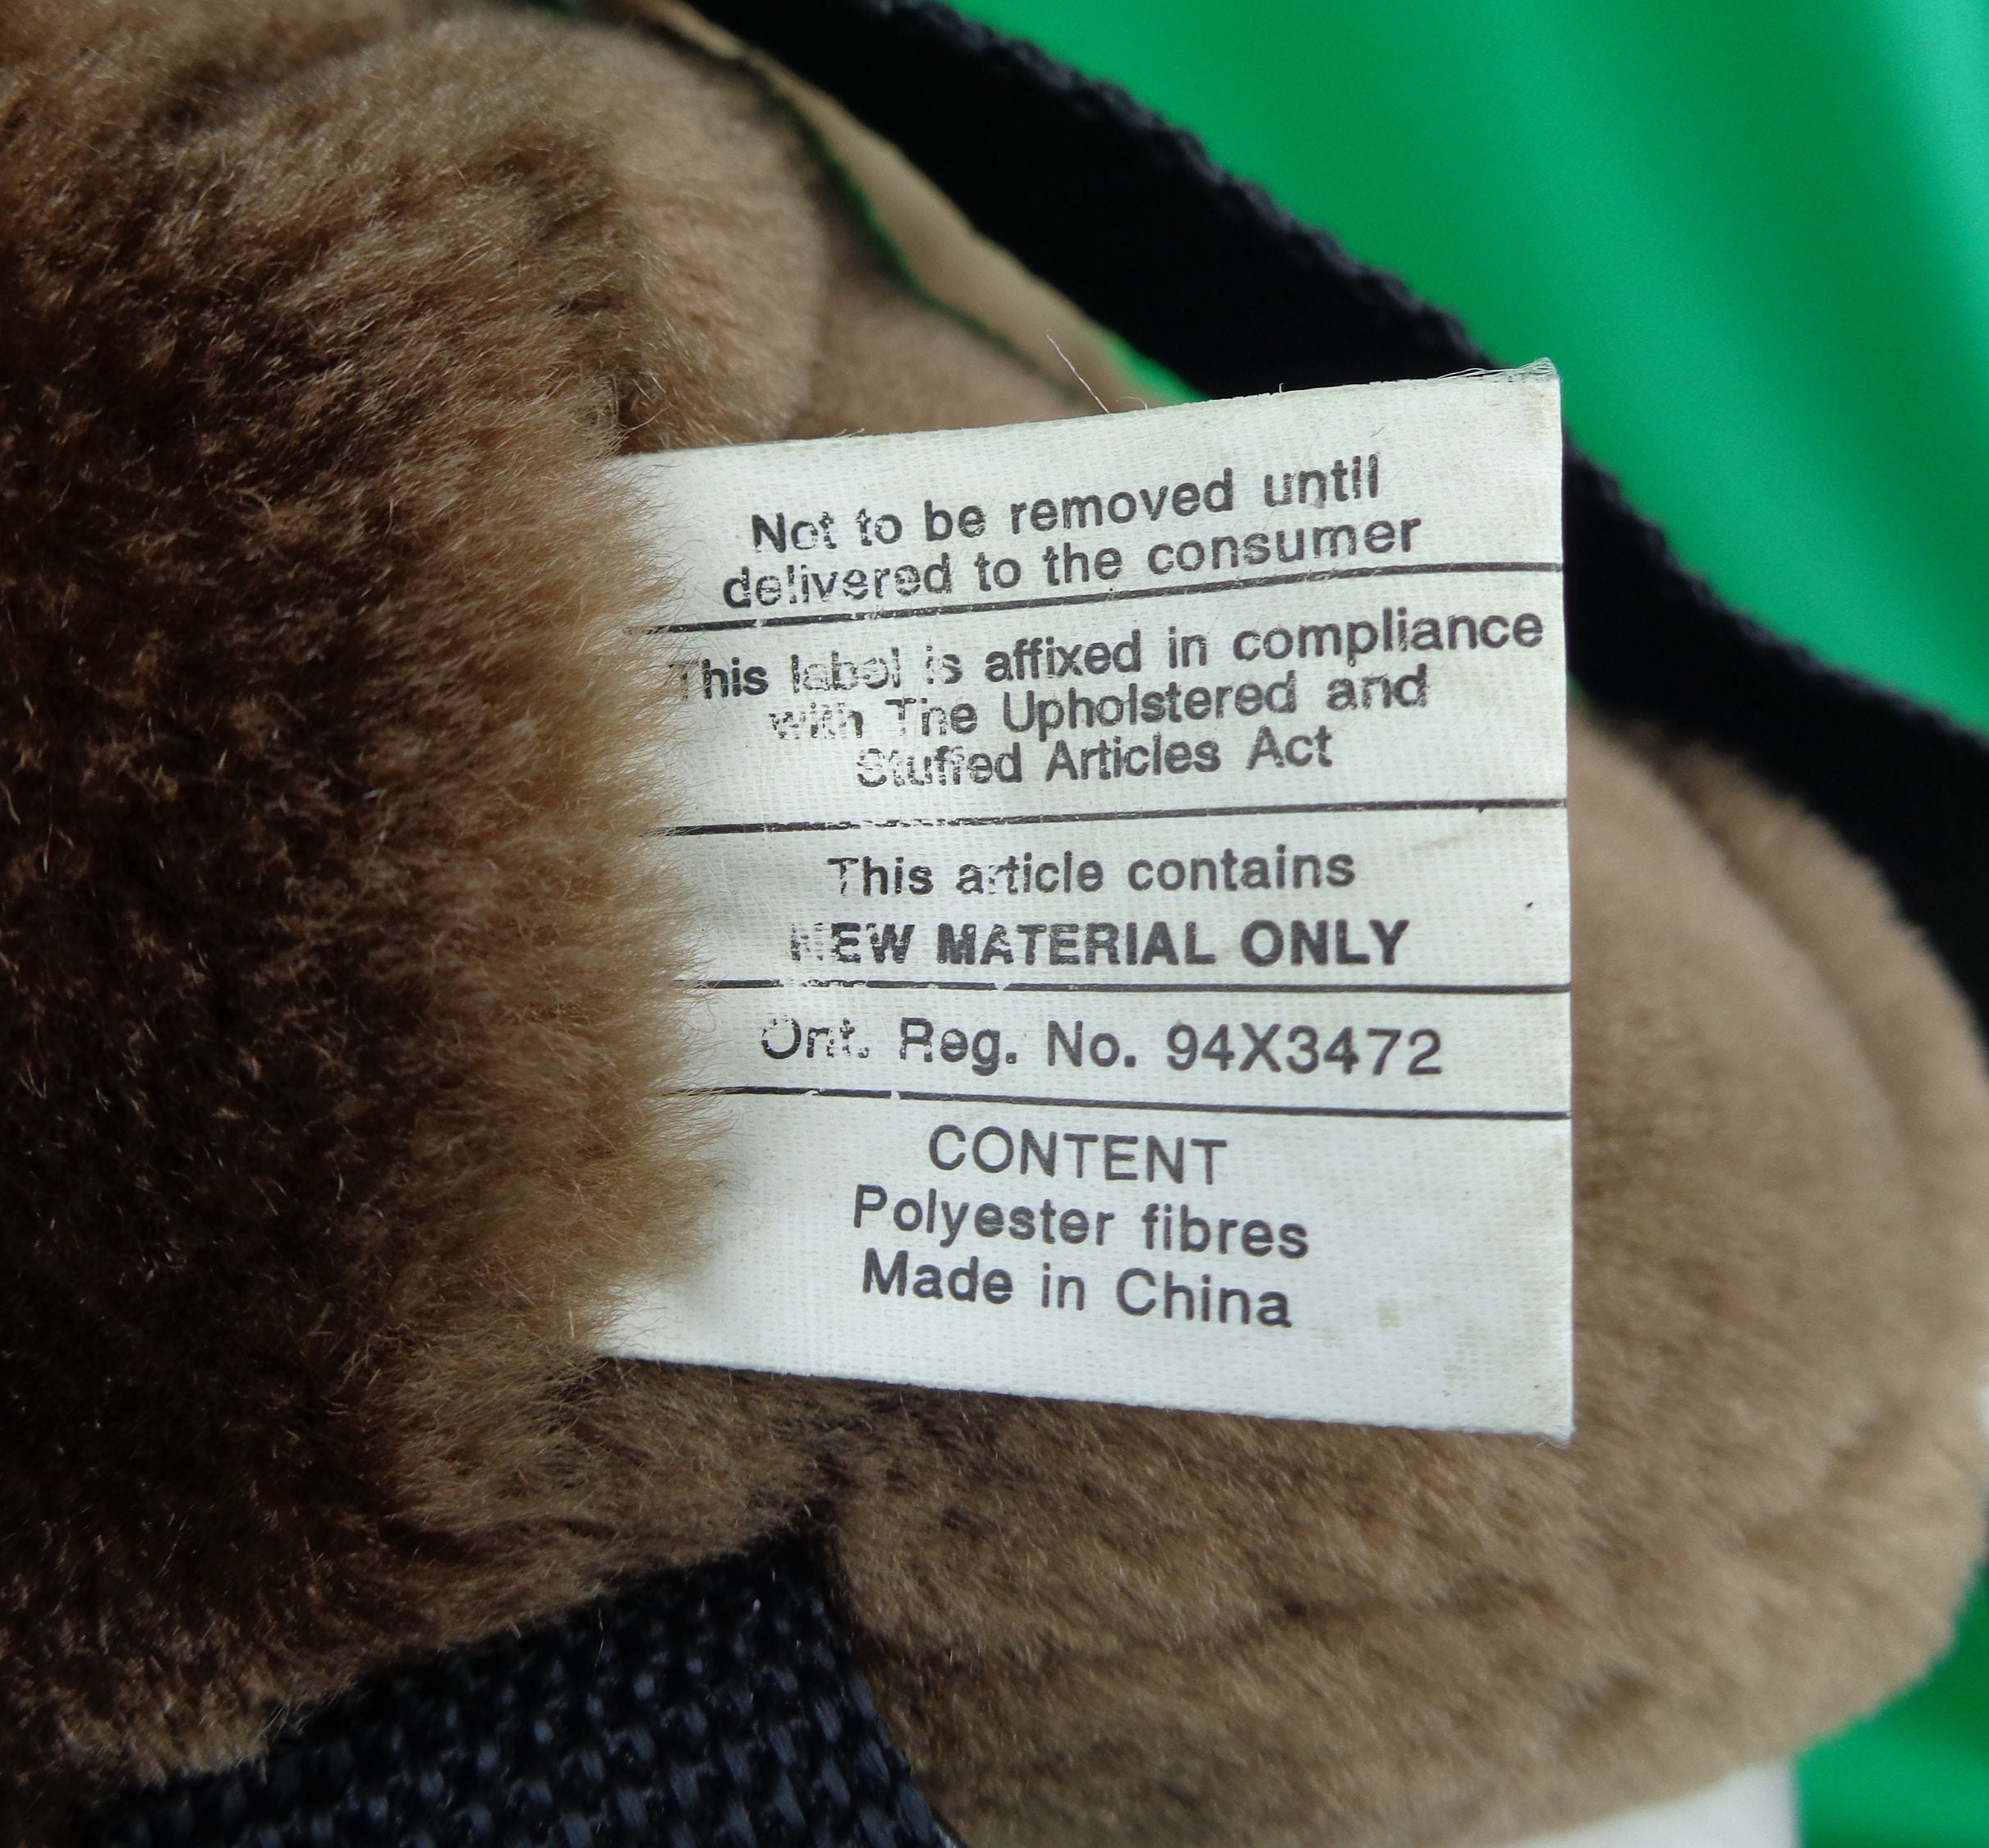 Not to be removed until
delivered to the consumer
This label is affixed in compliance
with The Upholstered and
Stuffed Articles Act
This article contains
NEW MATERIAL ONLY
Ont. Reg. No. 94X3472
CONTENT
Polyester fibres
Made in China